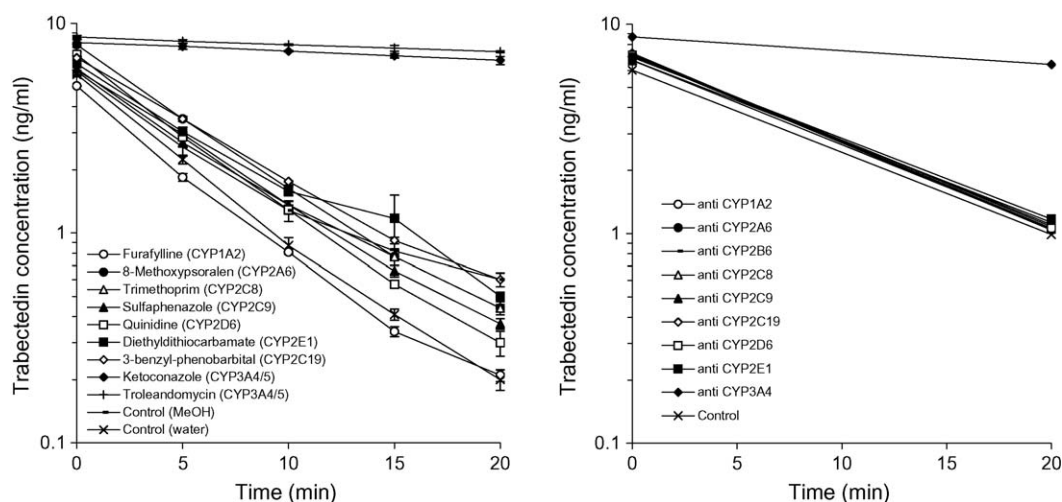 Trabectedin concentration (ng/ml)
10
1
0.1
Furafylline (CYP1A2)
8-Methoxypsoralen (CYP2A6)
Trimethoprim (CYP2C8)
Sulfaphenazole (CYP2C9)
Quinidine (CYP2D6)
Diethyldithiocarbamate (CYP2E1)
3-benzyl-phenobarbital (CYP2C19)
Ketoconazole (CYP3A4/5)
Troleandomycin (CYP3A4/5)
Control (MeOH)
Control (water)
0 5 10 15 20
Time (min)
Trabectedin concentration (ng/ml)
10
1
0.1
anti CYP1A2
anti CYP2A6
anti CYP2B6
anti CYP2C8
anti CYP2C9
anti CYP2C19
anti CYP2D6
anti CYP2E1
anti CYP3A4
Control
0 5 10 15 20
Time (min)